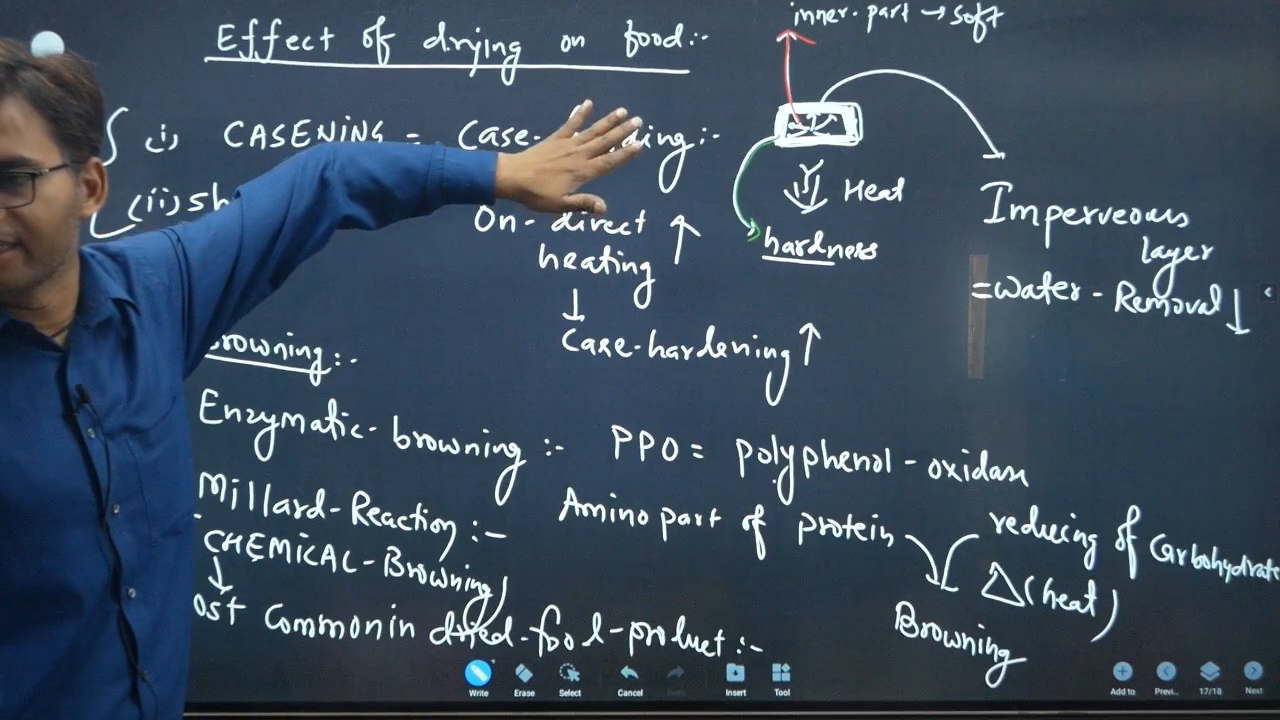 Effect of drying on food:-
inner-part → soft
i) CASENING = Case-
(ii) sh
Heat
hardness
Imperveous
layer
=Water-Removal↓
On-direct ↑
heating
↓
Case-hardening ↑
rowning:-
Enzymatic-browning :- PPO = polyphenol-oxidase
Millard-Reaction :- Amino part of protein reducing of Carbohydrate
(CHEMICAL-Browning) Δ(heat)
Browning
ost Common in dried-food-product :-
Write Erase Select Cancel Insert Tool Add to Previ... 17/18 Next